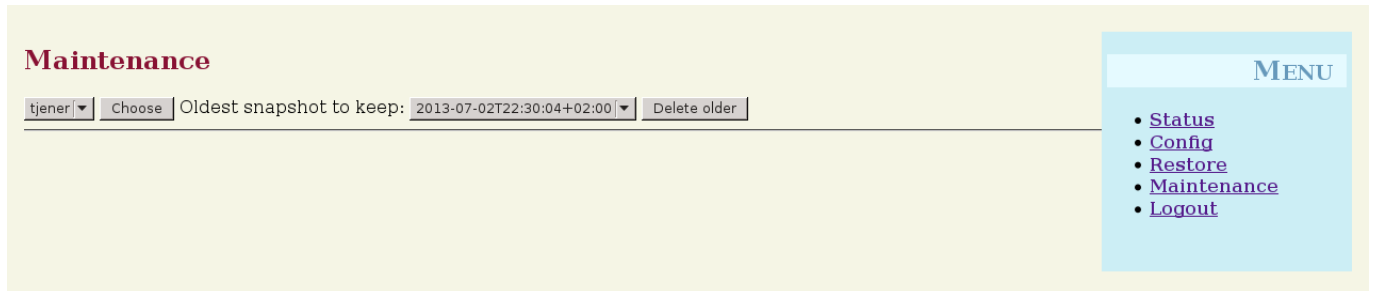 Maintenance
tjener Choose Oldest snapshot to keep: 2013-07-02T22:30:04+02:00 Delete older
MENU
Status
Config
Restore
Maintenance
Logout